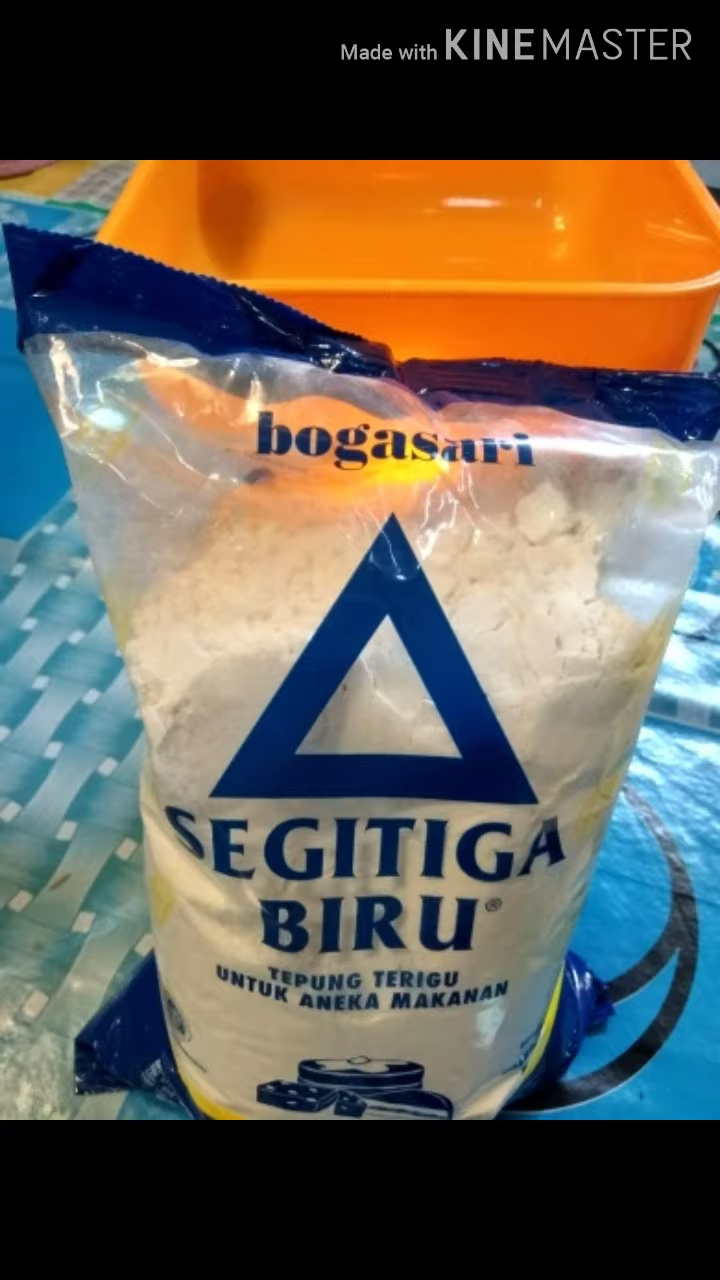 Made with KINEMASTER
bogasari
SEGITIGA
BIRU®
TEPUNG TERIGU
UNTUK ANEKA MAKANAN